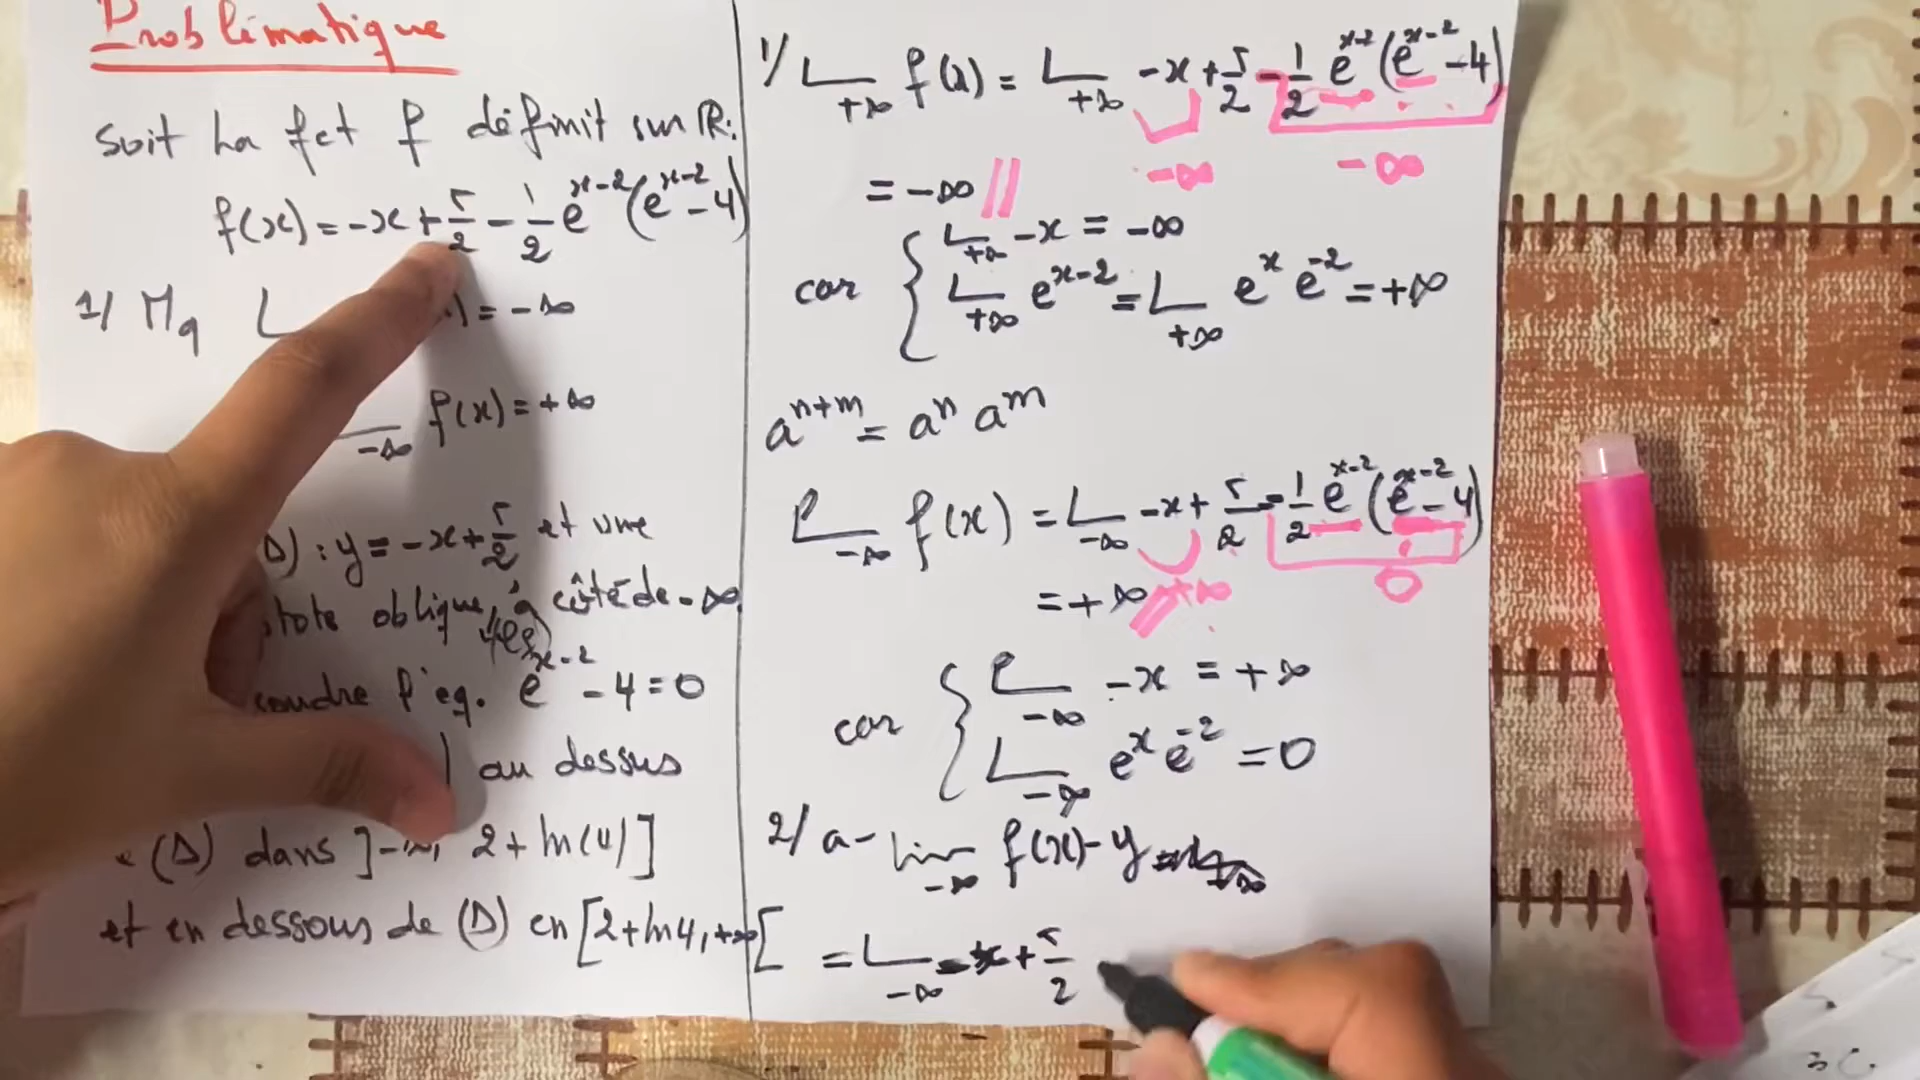 Problématique
soit la fct f définit sur ℝ:
f(x) = -x + 5/2 - 1/2 e^{x-2}(e^{x-2} - 4)
1/ Mq = -∞
-∞ f(x) = +∞
Δ): y = -x + 5/2 et une
tote oblique à côté de -∞
oudre l'eq. e^{x-2} - 4 = 0
au dessus
(Δ) dans ]-∞, 2+ln(4)]
et en dessous de (Δ) en [2+ln4, +∞[
1/ L +∞ f(x) = L +∞ -x + 5/2 - 1/2 e^{x-2}(e^{x-2} - 4)
-∞ -∞
= -∞
car { L +∞ -x = -∞
L +∞ e^{x-2} = L +∞ e^x e^{-2} = +∞
a^{n+m} = a^n a^m
L -∞ f(x) = L -∞ -x + 5/2 - 1/2 e^{x-2}(e^{x-2} - 4)
+∞ 0
= +∞
car { L -∞ -x = +∞
L -∞ e^x e^{-2} = 0
2/ a- lim -∞ f(x) - y
= L -∞ -x + 5/2